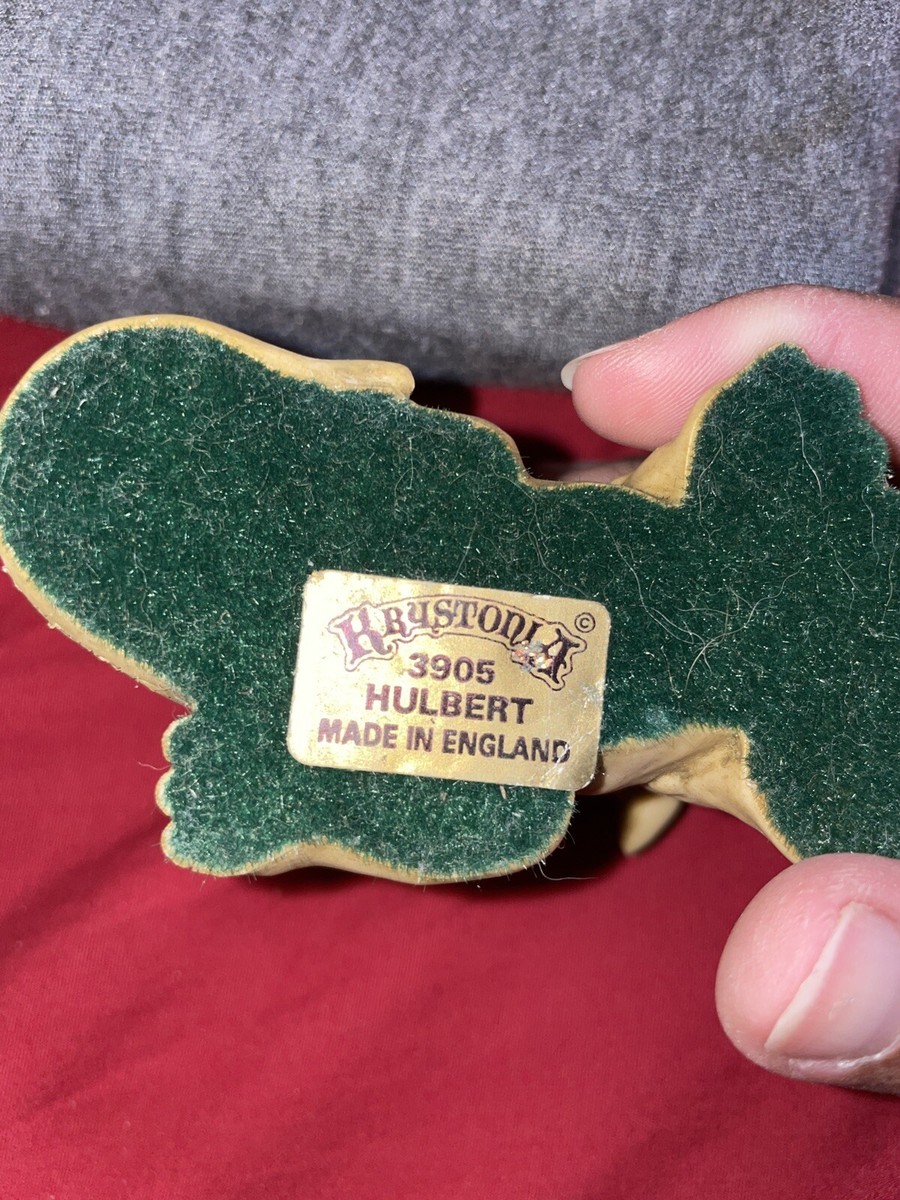 KRYSTONIA ©
3905
HULBERT
MADE IN ENGLAND